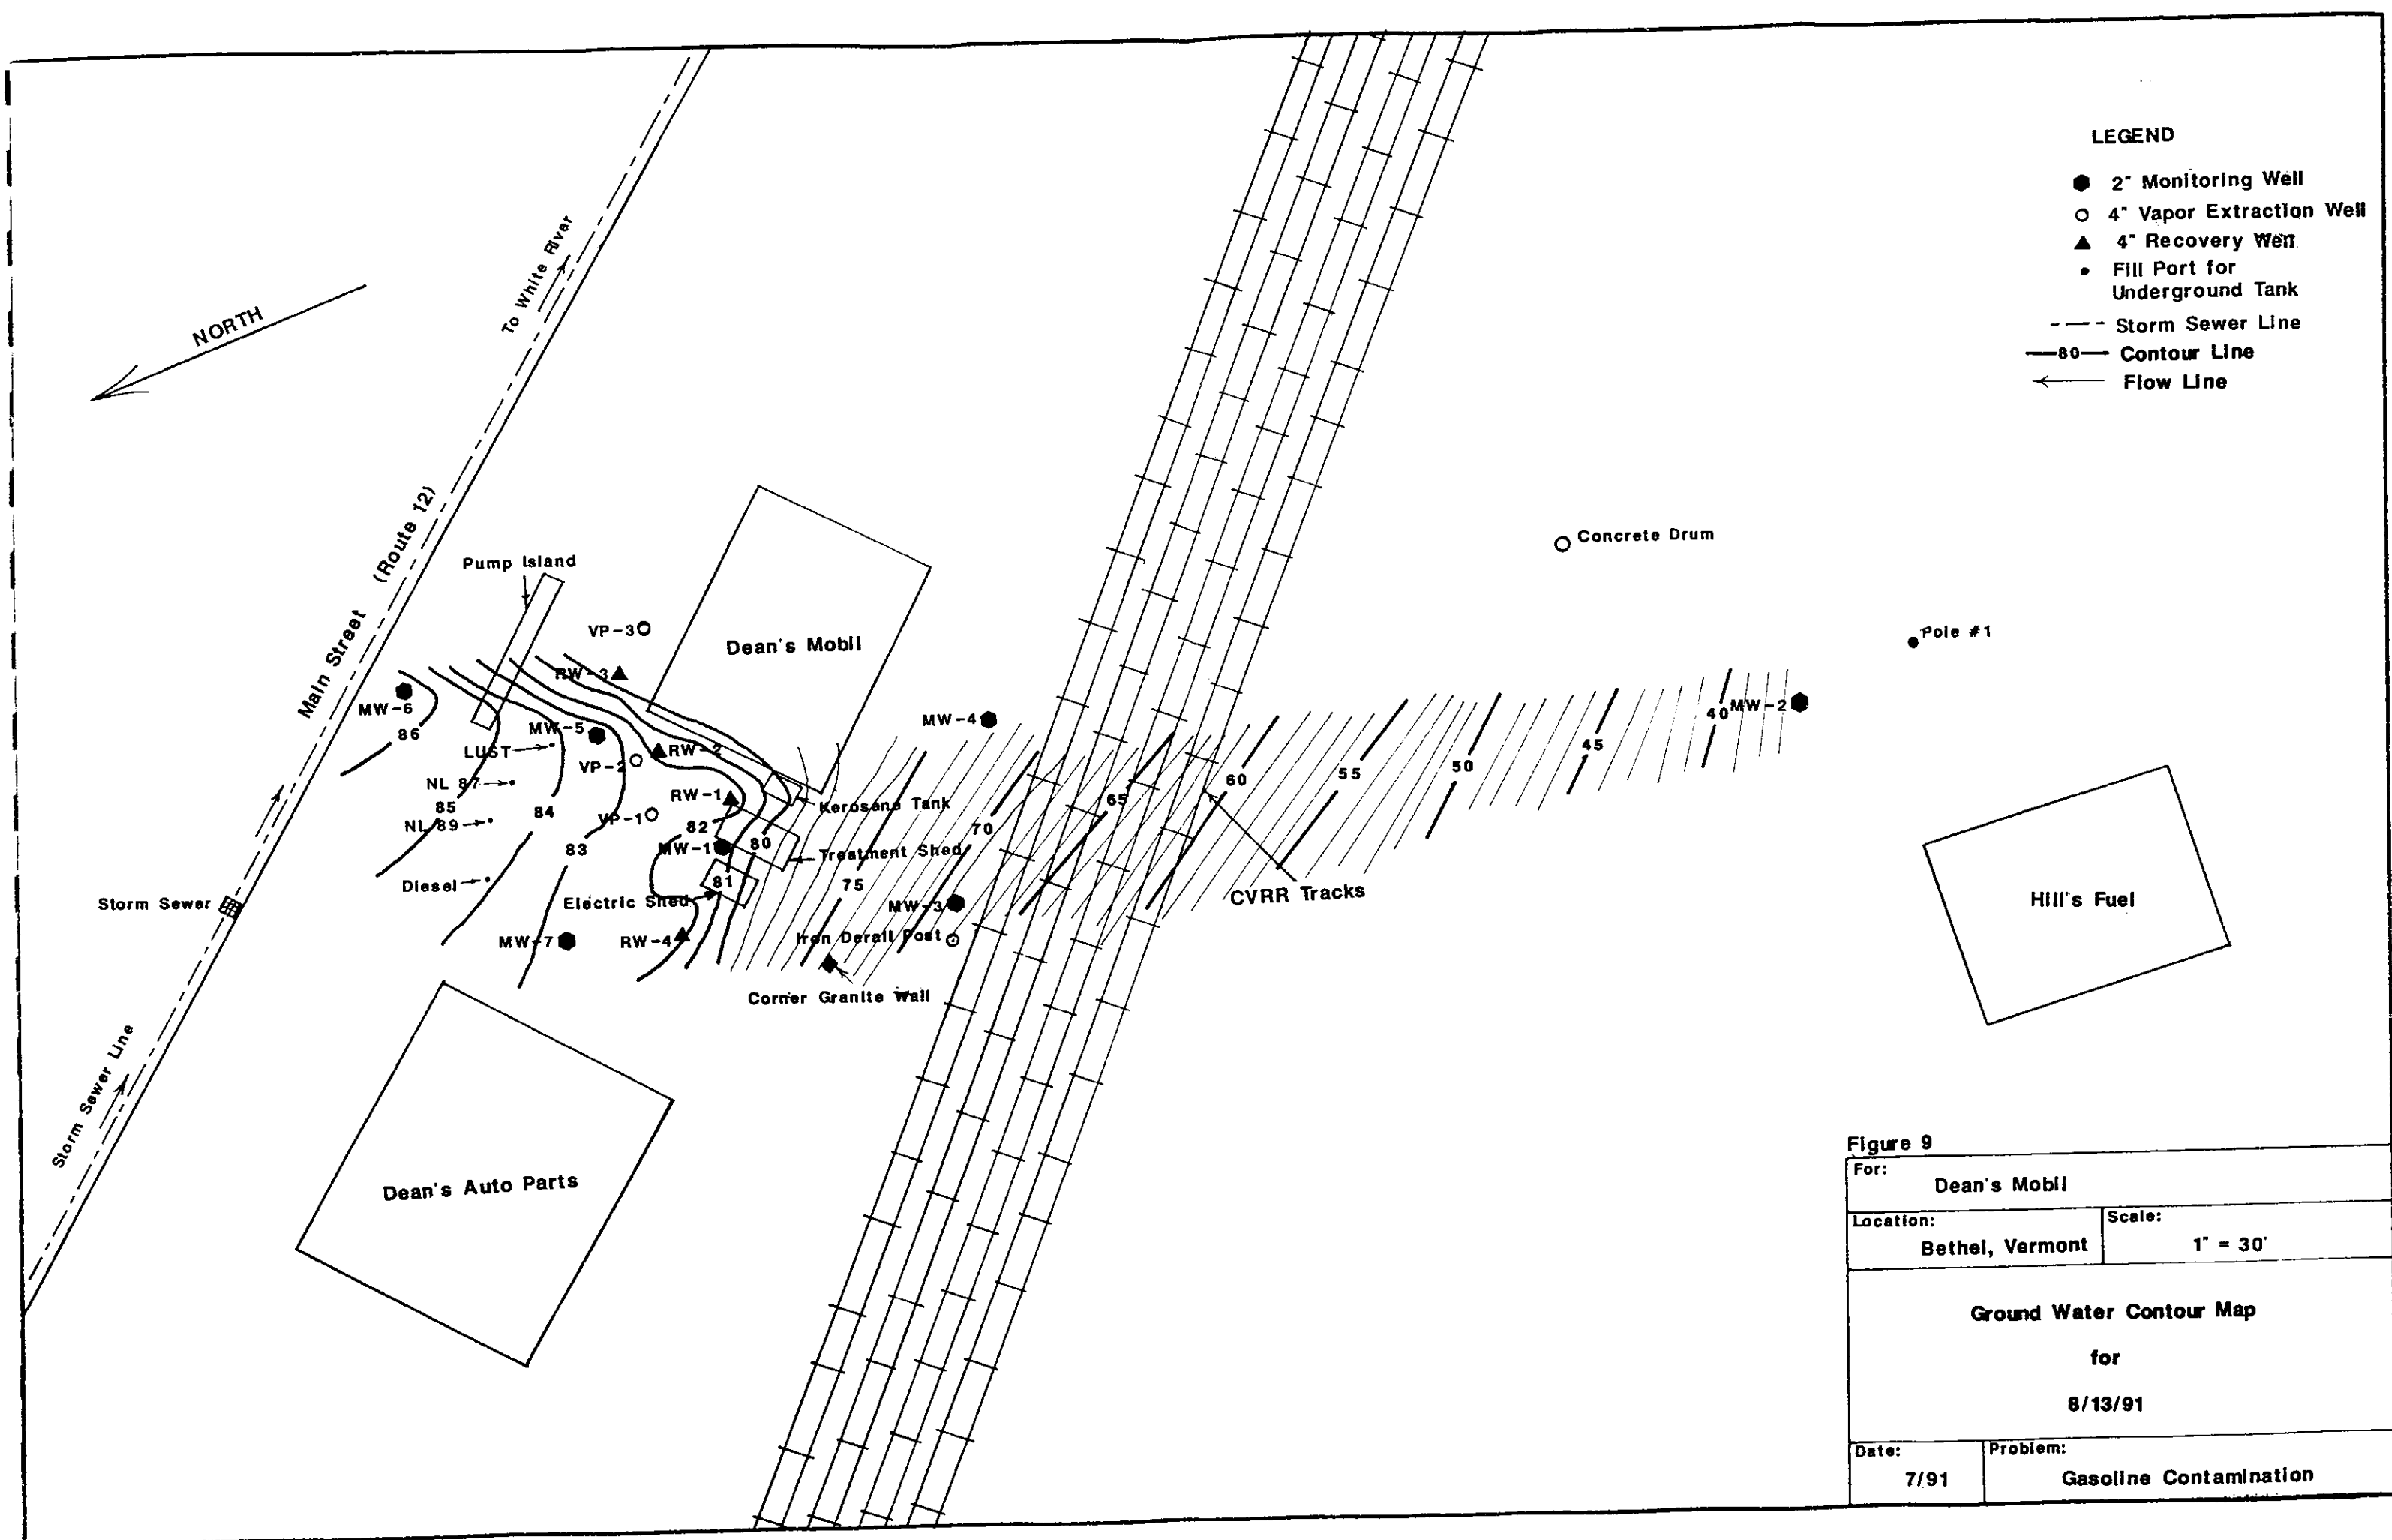 LEGEND
2" Monitoring Well
4" Vapor Extraction Well
4" Recovery Well
Fill Port for
Underground Tank
Storm Sewer Line
80 Contour Line
Flow Line
NORTH
To White River
Main Street (Route 12)
Pump Island
VP-3
RW-3
Dean's Mobil
Concrete Drum
Pole #1
MW-6
86
MW-5
LUST
VP-2
RW-2
MW-4
MW-2
40
45
50
55
60
65
70
75
NL 87
85
NL 89
84
83
VP-1
RW-1
82
MW-1
80
81
Kerosene Tank
Treatment Shed
Diesel
Electric Shed
MW-3
CVRR Tracks
Storm Sewer
MW-7
RW-4
Iron Derail Post
Corner Granite Wall
Hill's Fuel
Storm Sewer Line
Dean's Auto Parts
Figure 9
For:
Dean's Mobil
Location:
Bethel, Vermont
Scale:
1" = 30'
Ground Water Contour Map
for
8/13/91
Date:
7/91
Problem:
Gasoline Contamination